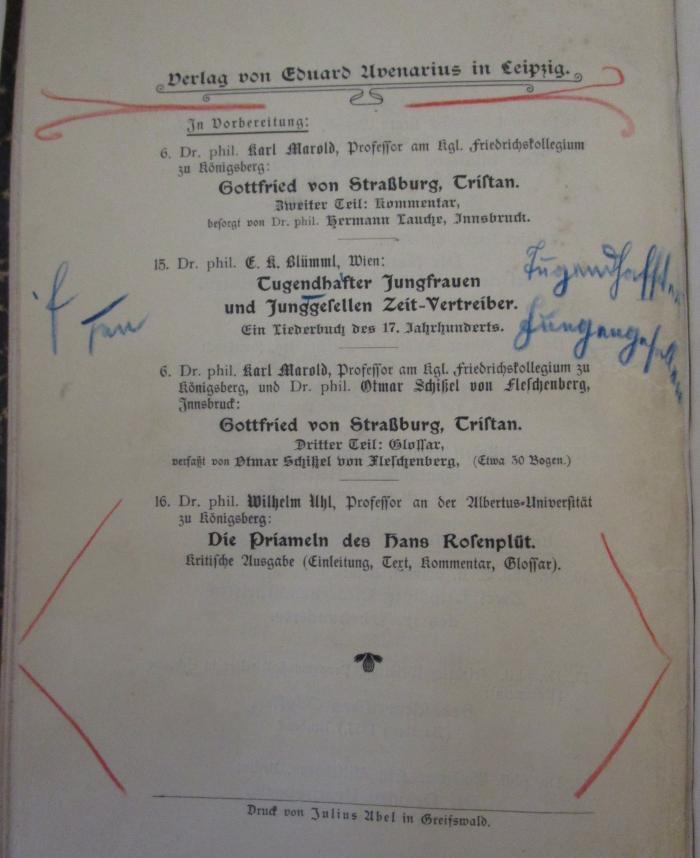 Verlag von Eduard Avenarius in Leipzig.
In Vorbereitung:
6. Dr. phil. Karl Marold, Professor am Kgl. Friedrichskollegium
zu Königsberg:
Gottfried von Straßburg, Tristan.
Zweiter Teil: Kommentar,
besorgt von Dr. phil. Hermann Lauche, Innsbruck.
15. Dr. phil. E. K. Blümml, Wien:
Tugendhafter Jungfrauen
und Junggesellen Zeit-Vertreiber.
Ein Liederbuch des 17. Jahrhunderts.
Tugendhafften
Jungengesellen
f
ten
6. Dr. phil. Karl Marold, Professor am Kgl. Friedrichskollegium zu
Königsberg, und Dr. phil. Otmar Schißel von Fleschenberg,
Innsbruck:
Gottfried von Straßburg, Tristan.
Dritter Teil: Glossar,
verfaßt von Otmar Schißel von Fleschenberg, (Etwa 30 Bogen.)
16. Dr. phil. Wilhelm Uhl, Professor an der Albertus-Universität
zu Königsberg:
Die Priameln des Hans Rosenplüt.
Kritische Ausgabe (Einleitung, Text, Kommentar, Glossar).
Druck von Julius Abel in Greifswald.